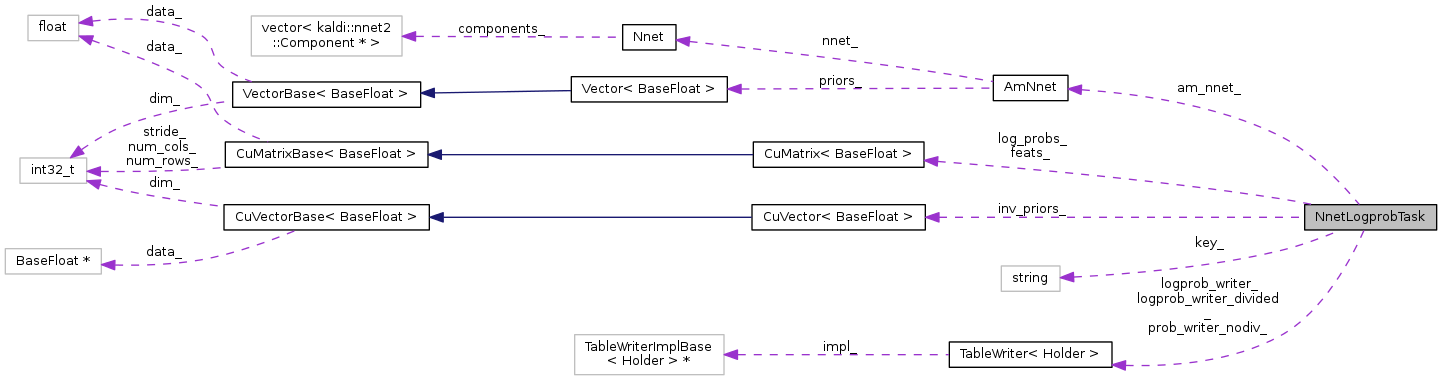 float
data_
vector< kaldi::nnet2
::Component * >
components_
Nnet
nnet_
data_
dim_
VectorBase< BaseFloat >
Vector< BaseFloat >
priors_
AmNnet
am_nnet_
stride_
num_cols_
num_rows_
int32_t
CuMatrixBase< BaseFloat >
CuMatrix< BaseFloat >
log_probs_
feats_
dim_
CuVectorBase< BaseFloat >
CuVector< BaseFloat >
inv_priors_
NnetLogprobTask
BaseFloat *
data_
key_
string
logprob_writer_
logprob_writer_divided
_
prob_writer_nodiv_
TableWriterImplBase
< Holder > *
impl_
TableWriter< Holder >